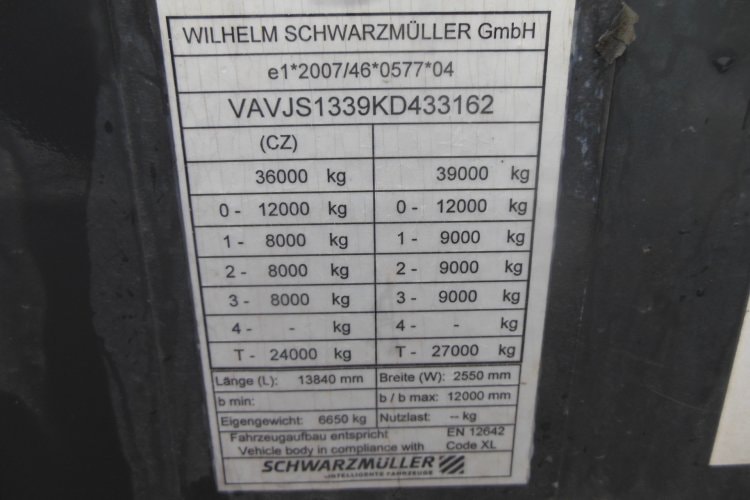 WILHELM SCHWARZMÜLLER GmbH
e1*2007/46*0577*04
VAVJS1339KD433162
(CZ)
36000 kg 39000 kg
0 - 12000 kg 0 - 12000 kg
1 - 8000 kg 1 - 9000 kg
2 - 8000 kg 2 - 9000 kg
3 - 8000 kg 3 - 9000 kg
4 - - kg 4 - - kg
T - 24000 kg T - 27000 kg
Länge (L): 13840 mm Breite (W): 2550 mm
b min: b / b max: 12000 mm
Eigengewicht: 6650 kg Nutzlast: -- kg
Fahrzeugaufbau entspricht EN 12642
Vehicle body in compliance with Code XL
SCHWARZMÜLLER
INTELLIGENTE FAHRZEUGE